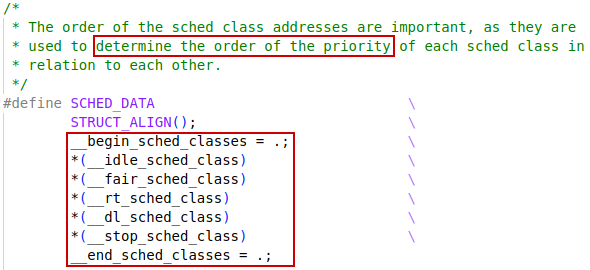 /*
 * The order of the sched class addresses are important, as they are
 * used to determine the order of the priority of each sched class in
 * relation to each other.
 */
#define SCHED_DATA \
STRUCT_ALIGN(); \
__begin_sched_classes = .; \
*(__idle_sched_class) \
*(__fair_sched_class) \
*(__rt_sched_class) \
*(__dl_sched_class) \
*(__stop_sched_class) \
__end_sched_classes = .;